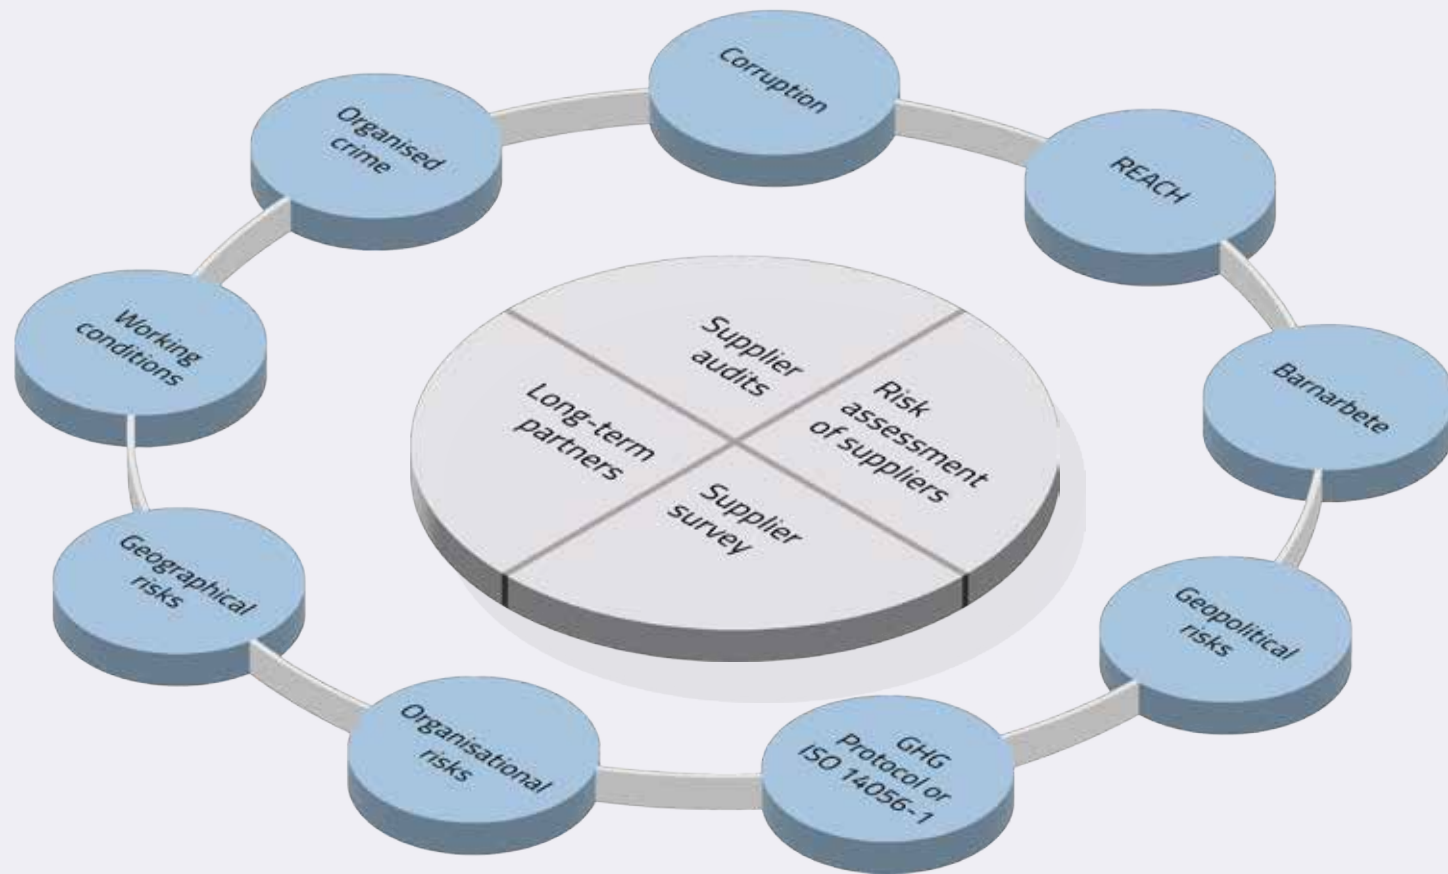 Corruption
Organised
crime
REACH
Working
conditions
Supplier
audits
Risk
assessment
of suppliers
Barnarbete
Long-term
partners
Supplier
survey
Geographical
risks
Geopolitical
risks
Organisational
risks
GHG
Protocol or
ISO 14056-1